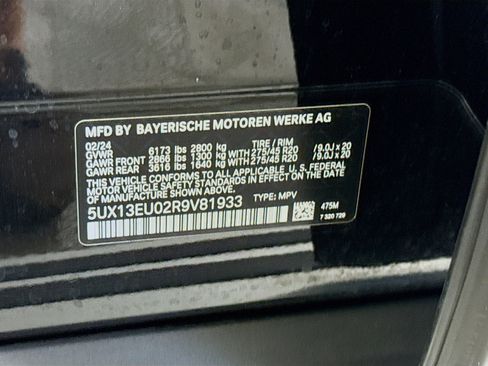 MFD BY BAYERISCHE MOTOREN WERKE AG
02/24 6173 lbs 2800 kg TIRE / RIM
GVWR
GAWR FRONT 2866 lbs 1300 kg WITH 275/45 R20 /9.0J x 20
GAWR REAR 3616 lbs 1640 kg WITH 275/45 R20 /9.0J x 20
THIS VEHICLE CONFORMS TO ALL APPLICABLE U.S. FEDERAL
MOTOR VEHICLE SAFETY STANDARDS IN EFFECT ON THE DATE
OF MANUFACTURE SHOWN ABOVE.
5UX13EU02R9V81933 TYPE: MPV
475M
7 320 729